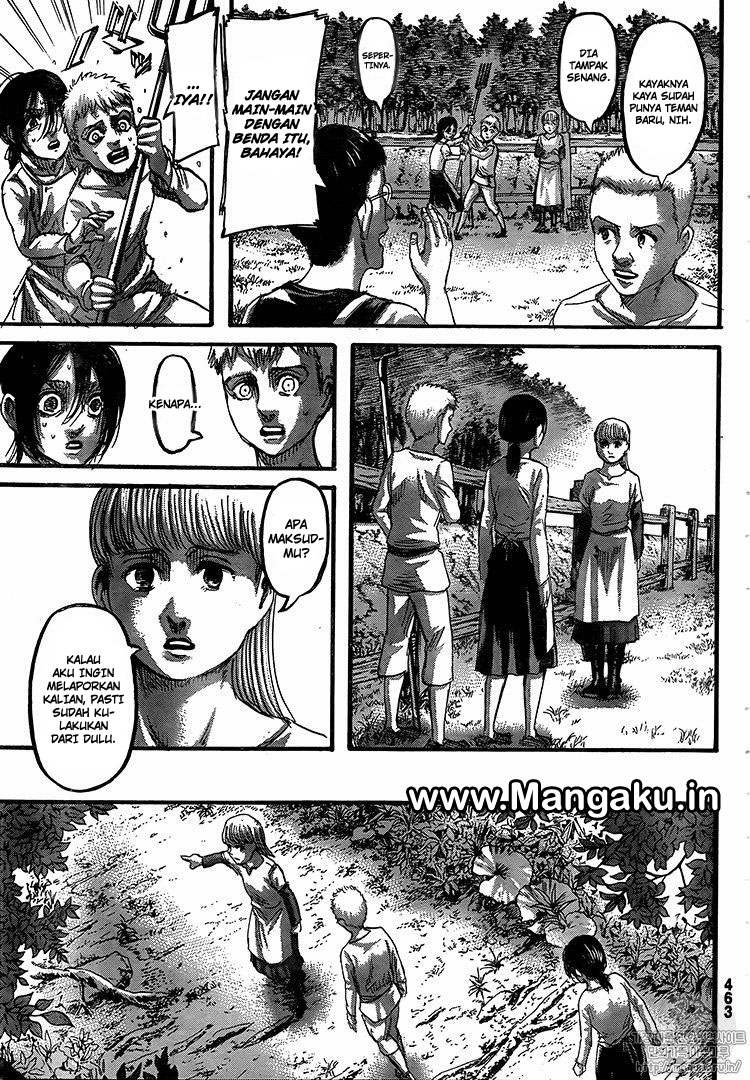 KAYAKNYA
KAYA SUDAH
PUNYA TEMAN
BARU, NIH.
DIA
TAMPAK
SENANG.
SEPER-
TINYA.
JANGAN
MAIN-MAIN
DENGAN
BENDA ITU,
BAHAYA!
...
IYA!!
KENAPA...
APA
MAKSUD-
MU?
KALAU
AKU INGIN
MELAPORKAN
KALIAN, PASTI
SUDAH KU-
LAKUKAN
DARI DULU.
www.Mangaku.in
463